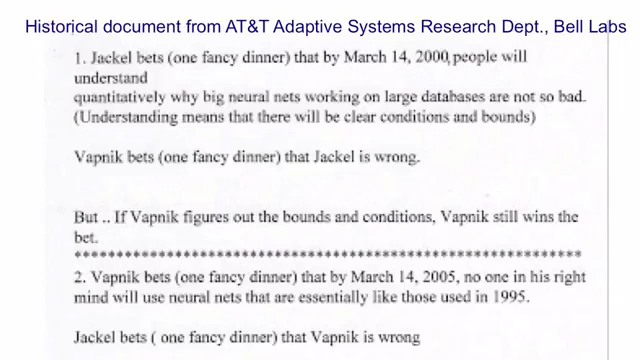 Historical document from AT&T Adaptive Systems Research Dept., Bell Labs
1. Jackel bets (one fancy dinner) that by March 14, 2000, people will
understand
quantitatively why big neural nets working on large databases are not so bad.
(Understanding means that there will be clear conditions and bounds)
Vapnik bets (one fancy dinner) that Jackel is wrong.
But .. If Vapnik figures out the bounds and conditions, Vapnik still wins the
bet.
************************************************************
2. Vapnik bets (one fancy dinner) that by March 14, 2005, no one in his right
mind will use neural nets that are essentially like those used in 1995.
Jackel bets ( one fancy dinner) that Vapnik is wrong